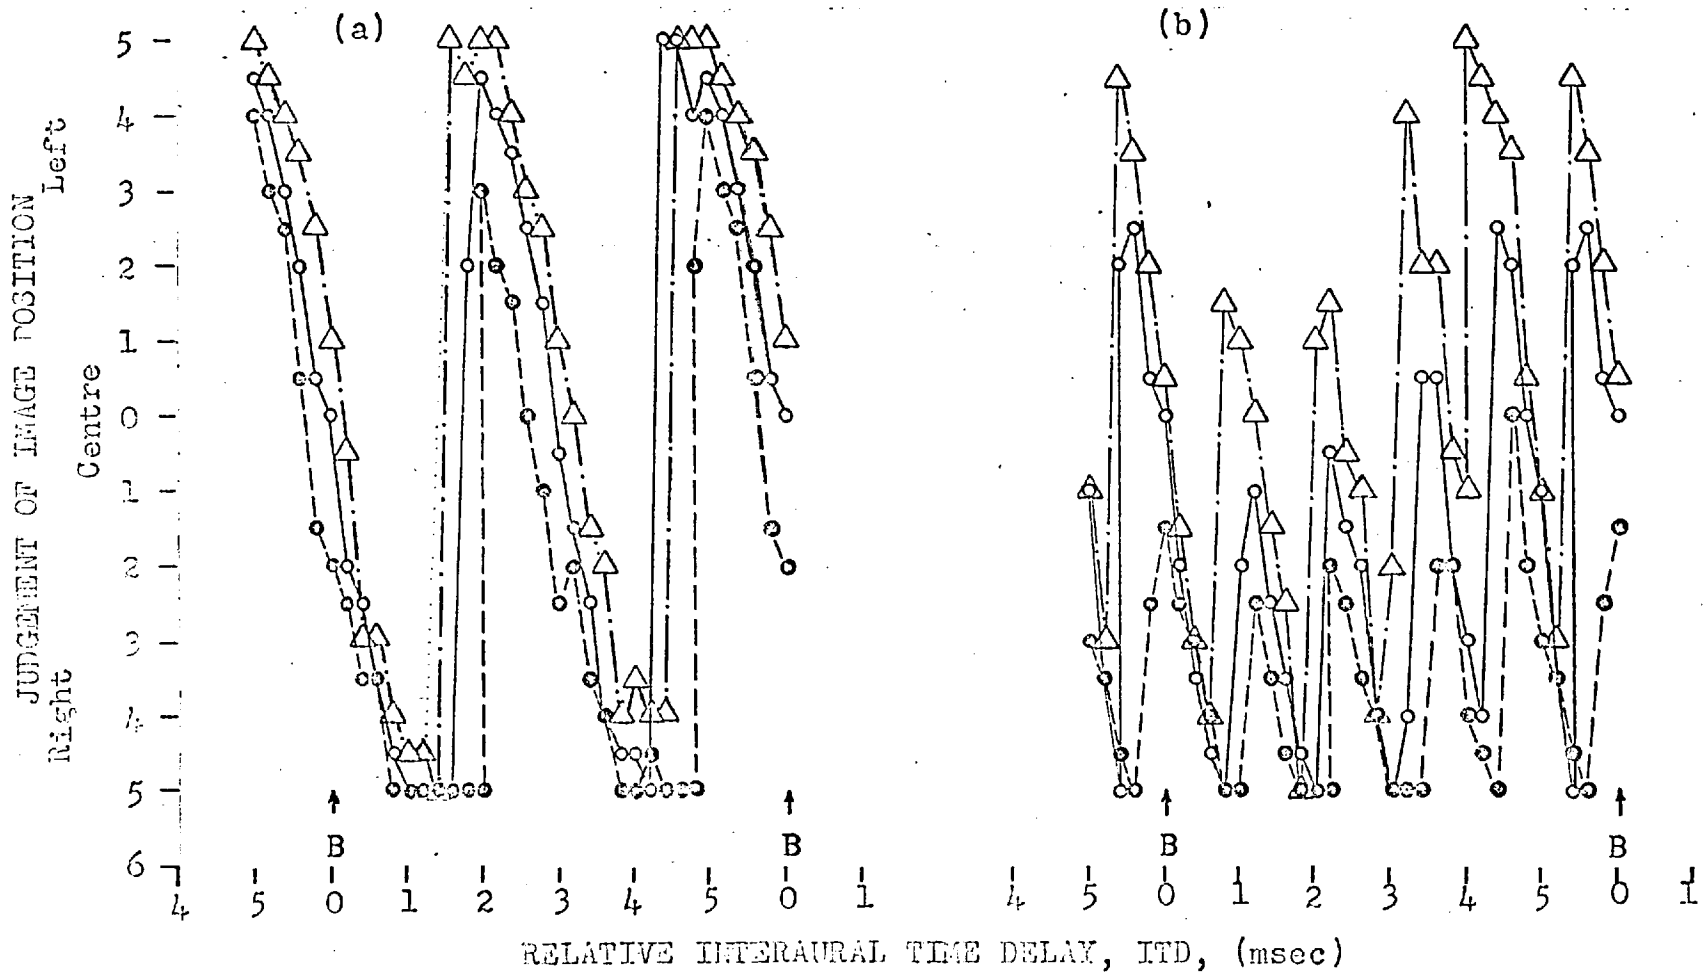 (a)
(b)
JUDGEMENT OF IMAGE POSITION
Left
Centre
Right
5
4
3
2
1
0
1
2
3
4
5
6
B
B
B
B
4 5 0 1 2 3 4 5 0 1
4 5 0 1 2 3 4 5 0 1
RELATIVE INTERAURAL TIME DELAY, ITD, (msec)